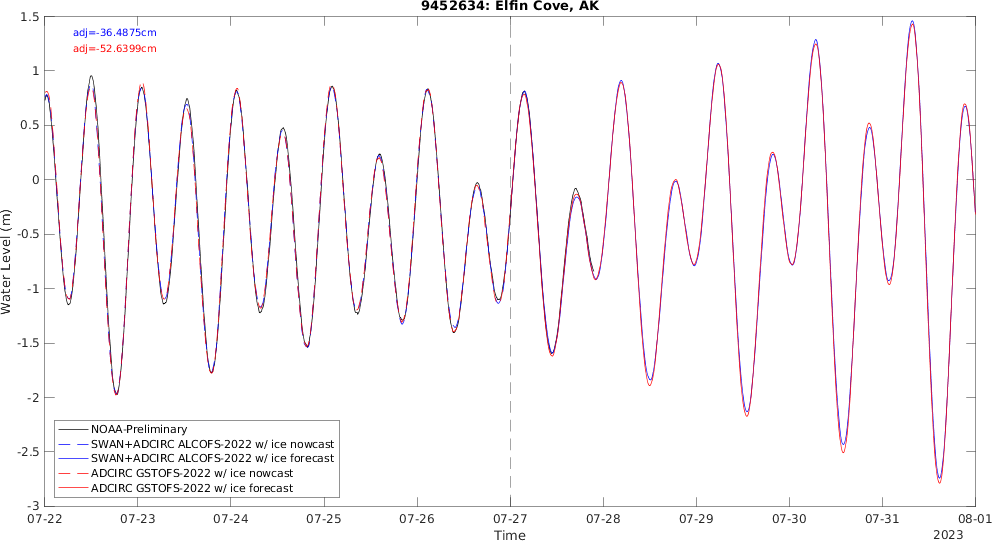 9452634: Elfin Cove, AK
adj=-36.4875cm
adj=-52.6399cm
Water Level (m)
1.5
1
0.5
0
-0.5
-1
-1.5
-2
-2.5
-3
NOAA-Preliminary
SWAN+ADCIRC ALCOFS-2022 w/ ice nowcast
SWAN+ADCIRC ALCOFS-2022 w/ ice forecast
ADCIRC GSTOFS-2022 w/ ice nowcast
ADCIRC GSTOFS-2022 w/ ice forecast
07-22 07-23 07-24 07-25 07-26 07-27 07-28 07-29 07-30 07-31 08-01
Time
2023